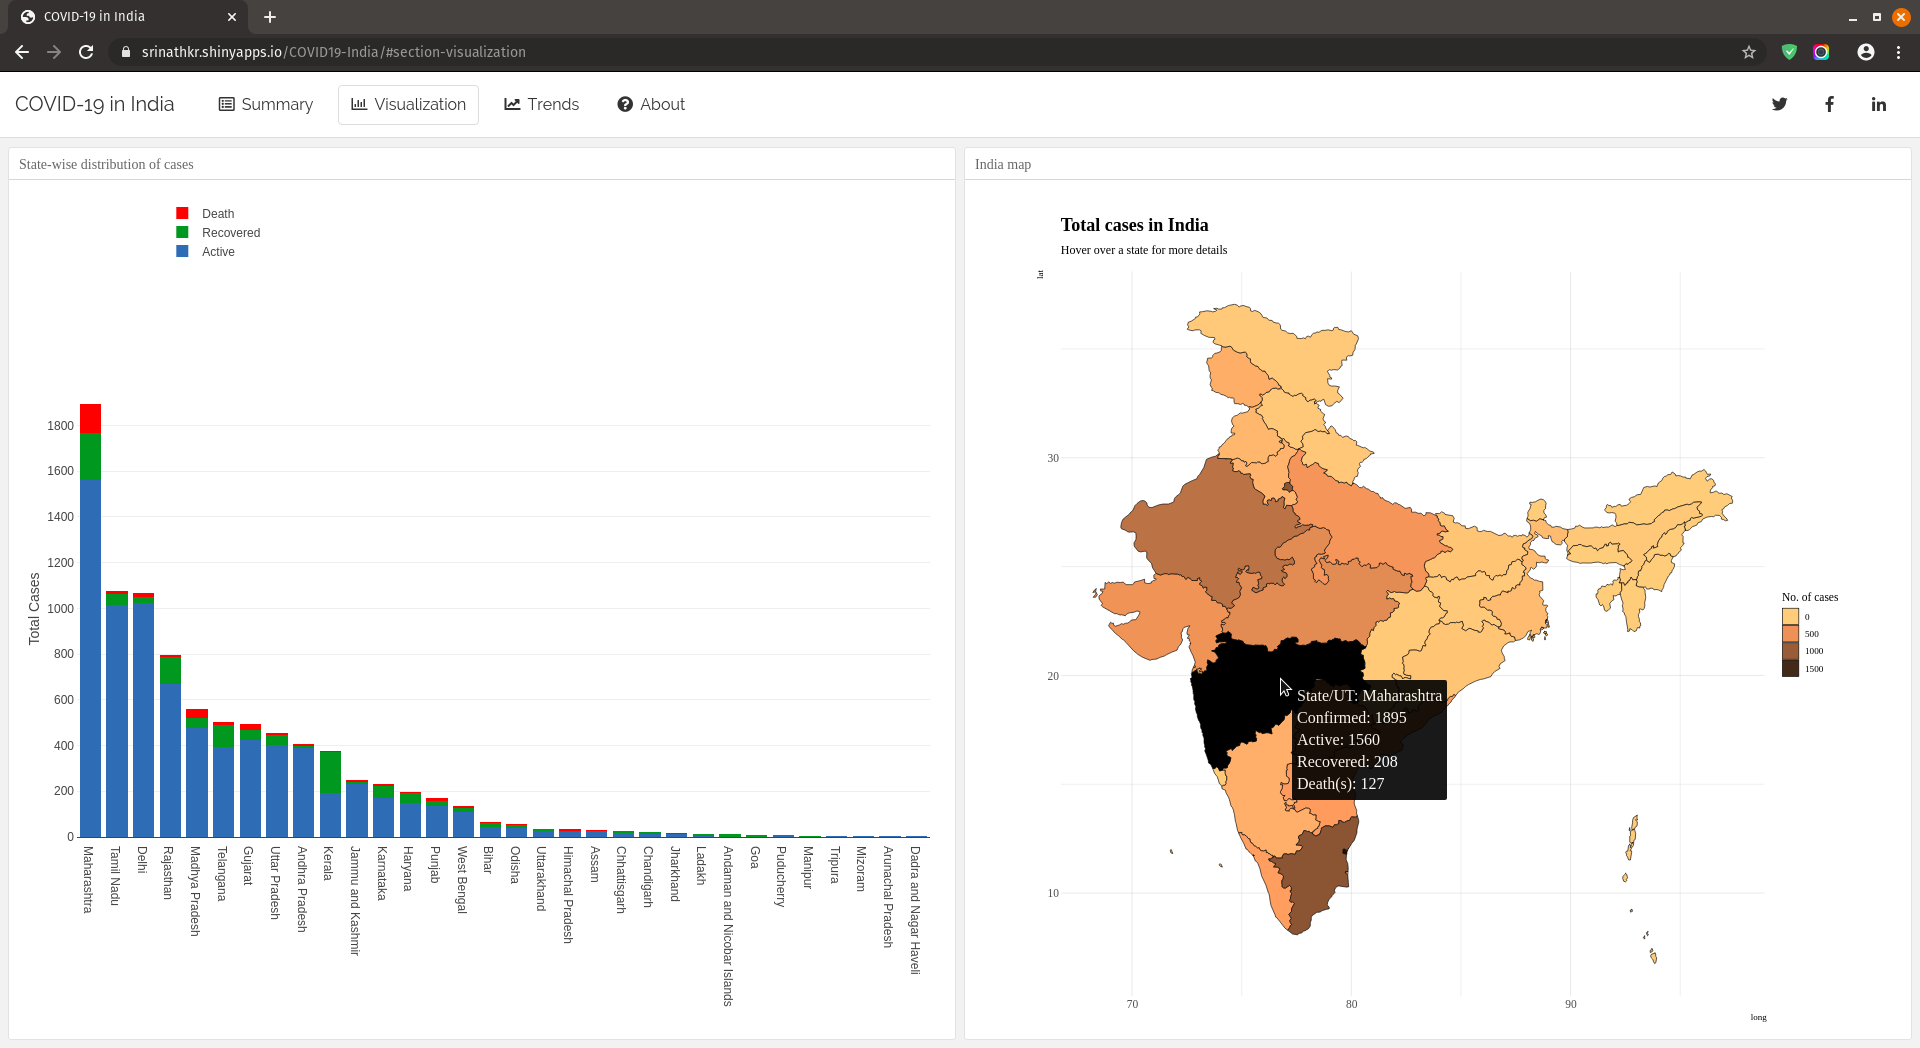 COVID-19 in India
srinathkr.shinyapps.io/COVID19-India/#section-visualization
COVID-19 in India
Summary
Visualization
Trends
About
State-wise distribution of cases
Death
Recovered
Active
Total Cases
1800
1600
1400
1200
1000
800
600
400
200
0
Maharashtra
Tamil Nadu
Delhi
Rajasthan
Madhya Pradesh
Telangana
Gujarat
Uttar Pradesh
Andhra Pradesh
Kerala
Jammu and Kashmir
Karnataka
Haryana
Punjab
West Bengal
Bihar
Odisha
Uttarakhand
Himachal Pradesh
Assam
Chhattisgarh
Chandigarh
Jharkhand
Ladakh
Andaman and Nicobar Islands
Goa
Puducherry
Manipur
Tripura
Mizoram
Arunachal Pradesh
Dadra and Nagar Haveli
India map
Total cases in India
Hover over a state for more details
lat
30
20
10
State/UT: Maharashtra
Confirmed: 1895
Active: 1560
Recovered: 208
Death(s): 127
No. of cases
0
500
1000
1500
70
80
90
long